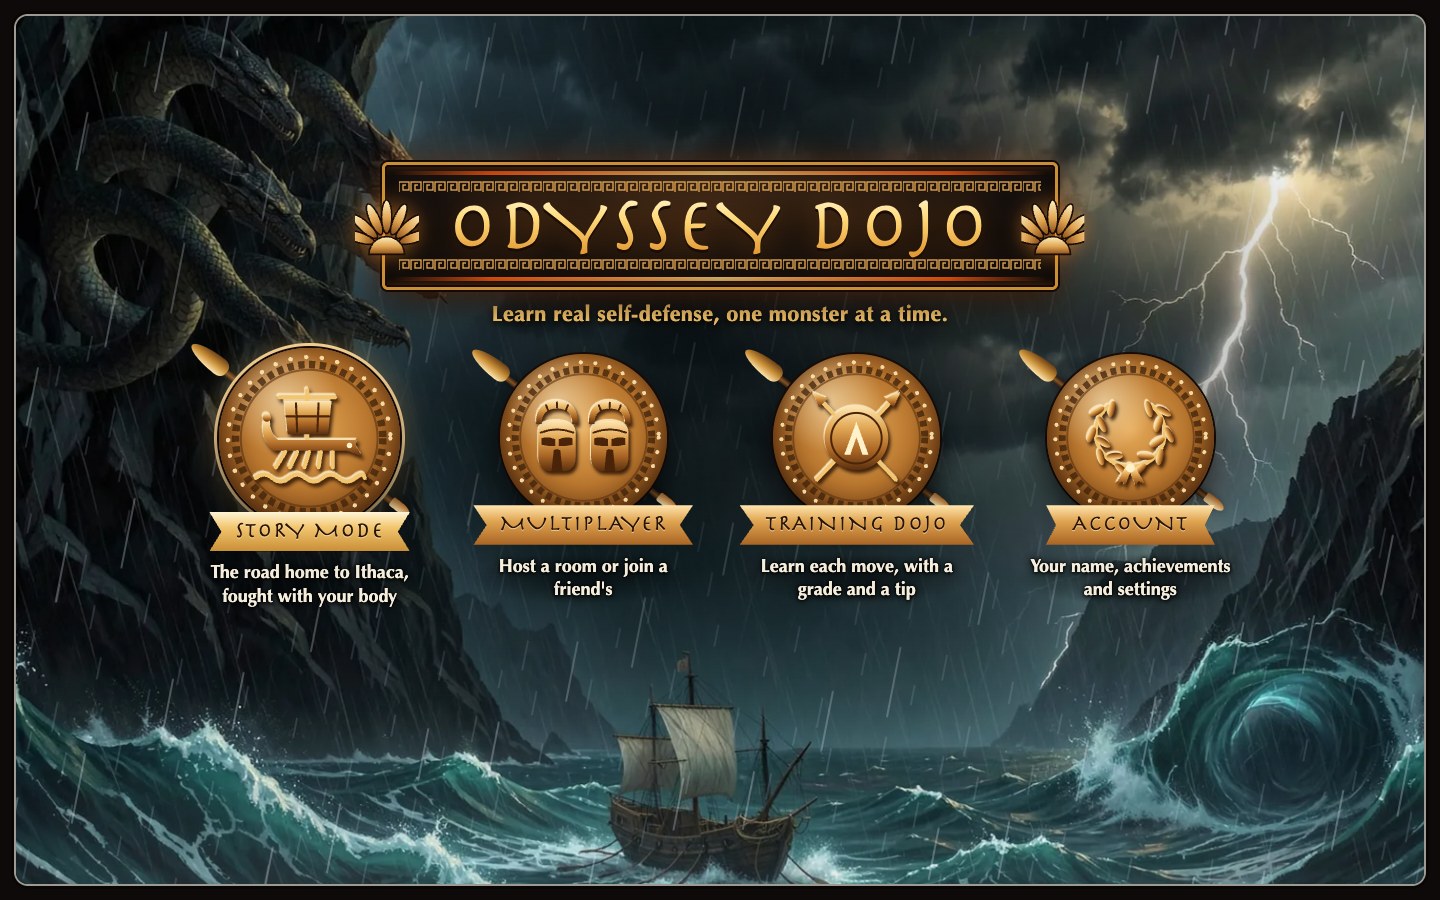 ODYSSEY DOJO
Learn real self-defense, one monster at a time.
STORY MODE
The road home to Ithaca,
fought with your body
MULTIPLAYER
Host a room or join a
friend's
TRAINING DOJO
Learn each move, with a
grade and a tip
ACCOUNT
Your name, achievements
and settings